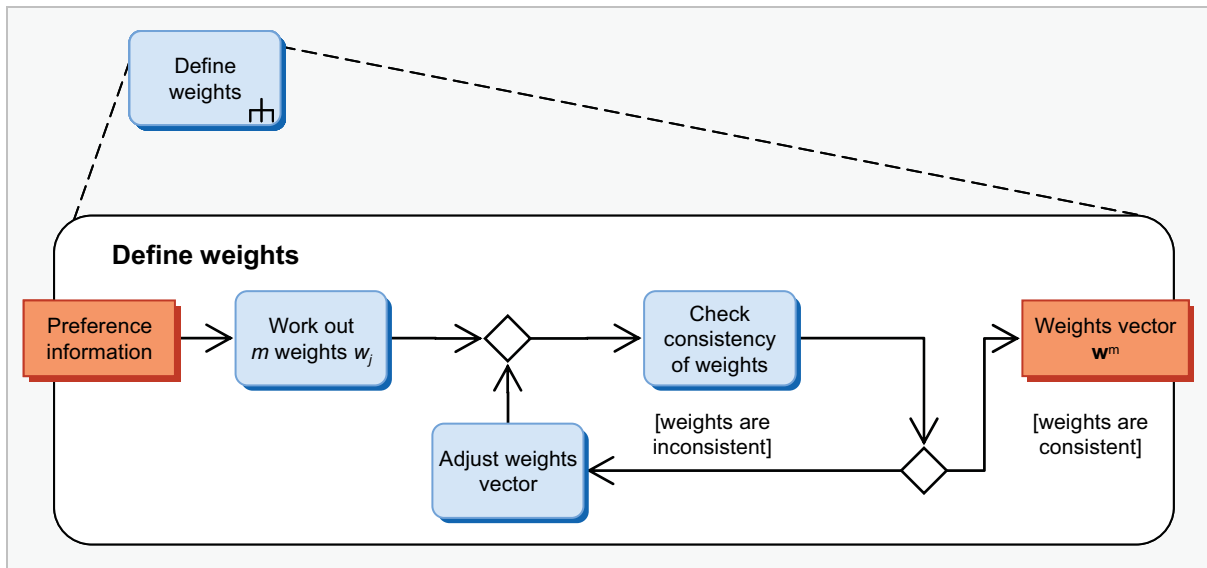 Define
weights
Define weights
Preference
information
Work out
m weights wⱼ
Check
consistency
of weights
Weights vector
wᵐ
[weights are
inconsistent]
[weights are
consistent]
Adjust weights
vector